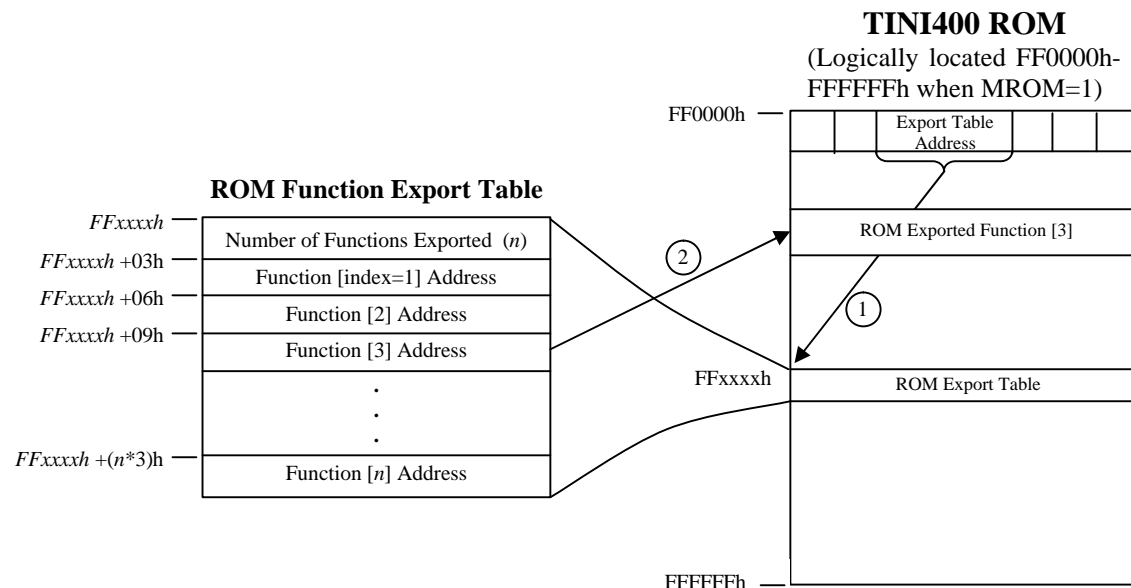 TINI400 ROM
(Logically located FF0000h-
FFFFFFh when MROM=1)
FF0000h
Export Table
Address
ROM Function Export Table
FFxxxxh
Number of Functions Exported (n)
ROM Exported Function [3]
FFxxxxh +03h
2
Function [index=1] Address
FFxxxxh +06h
Function [2] Address
1
FFxxxxh +09h
Function [3] Address
FFxxxxh
ROM Export Table
.
.
.
FFxxxxh +(n*3)h
Function [n] Address
FFFFFFh